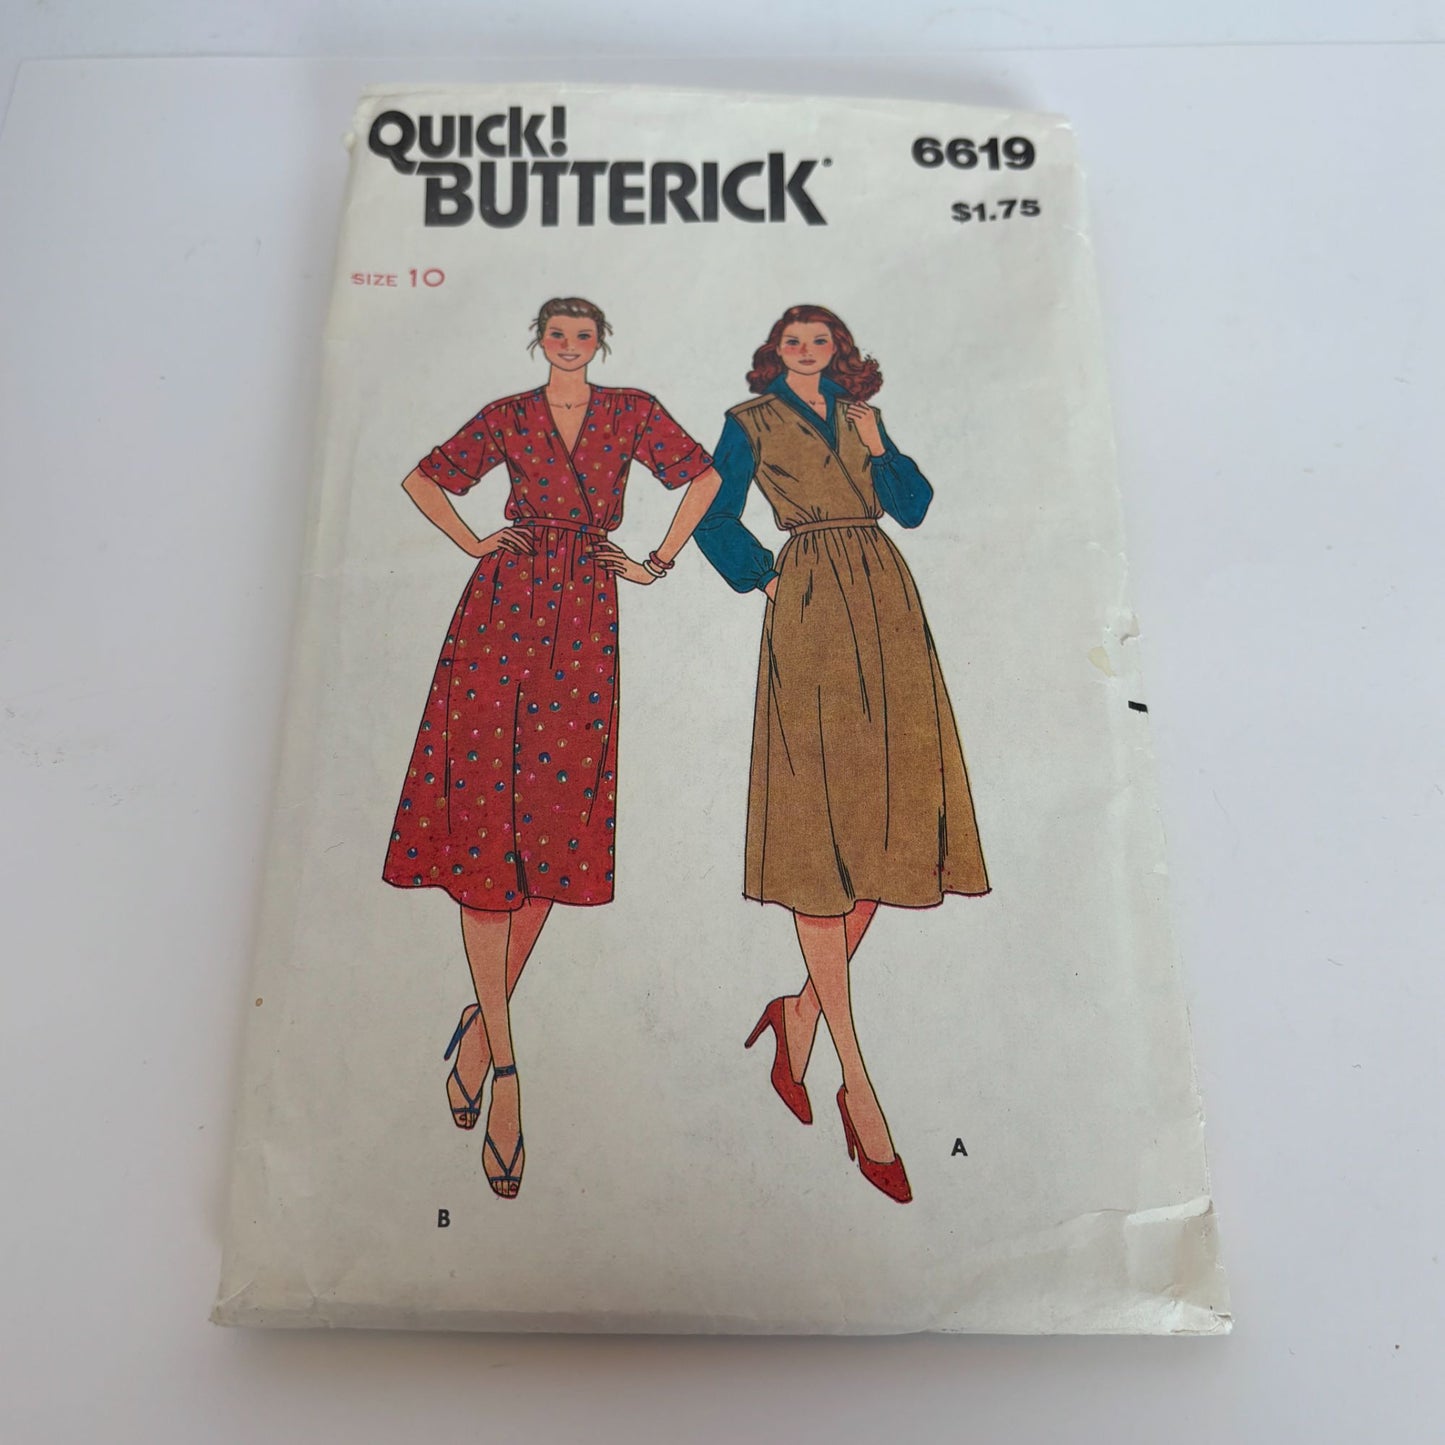 QUICK!
BUTTERICK®
6619
$1.75
SIZE 10
A
B